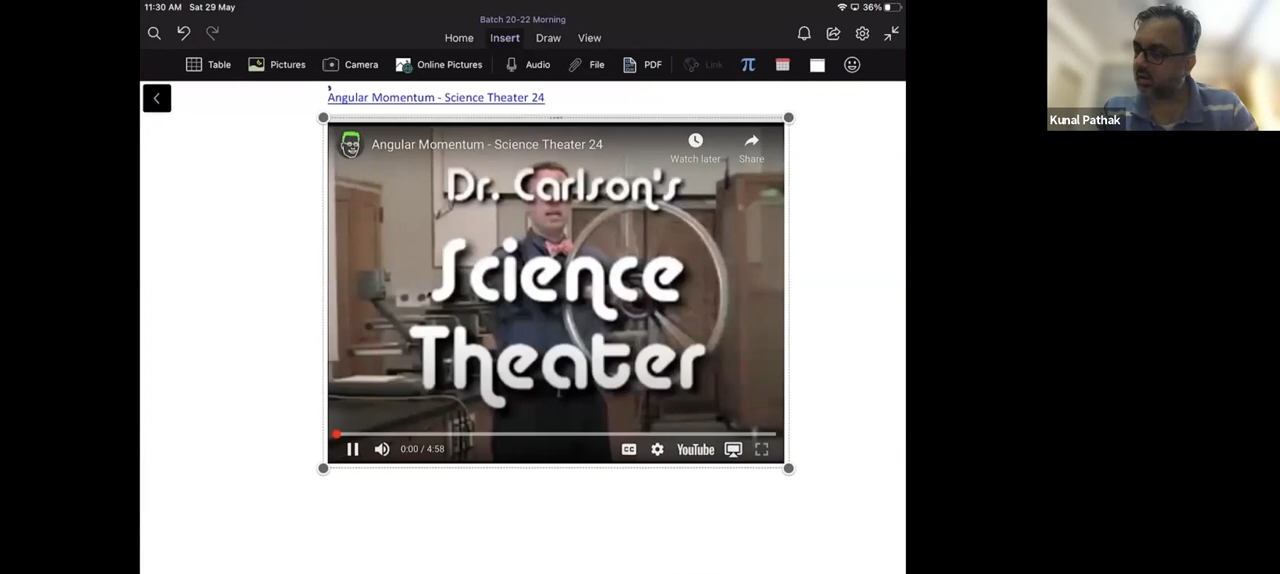 11:30 AM Sat 29 May
36%
Batch 20-22 Morning
Home Insert Draw View
Table Pictures Camera Online Pictures Audio File PDF Link π
Kunal Pathak
Angular Momentum - Science Theater 24
Angular Momentum - Science Theater 24
Watch later Share
Dr. Carlson's
Science
Theater
0:00 / 4:58 CC YouTube